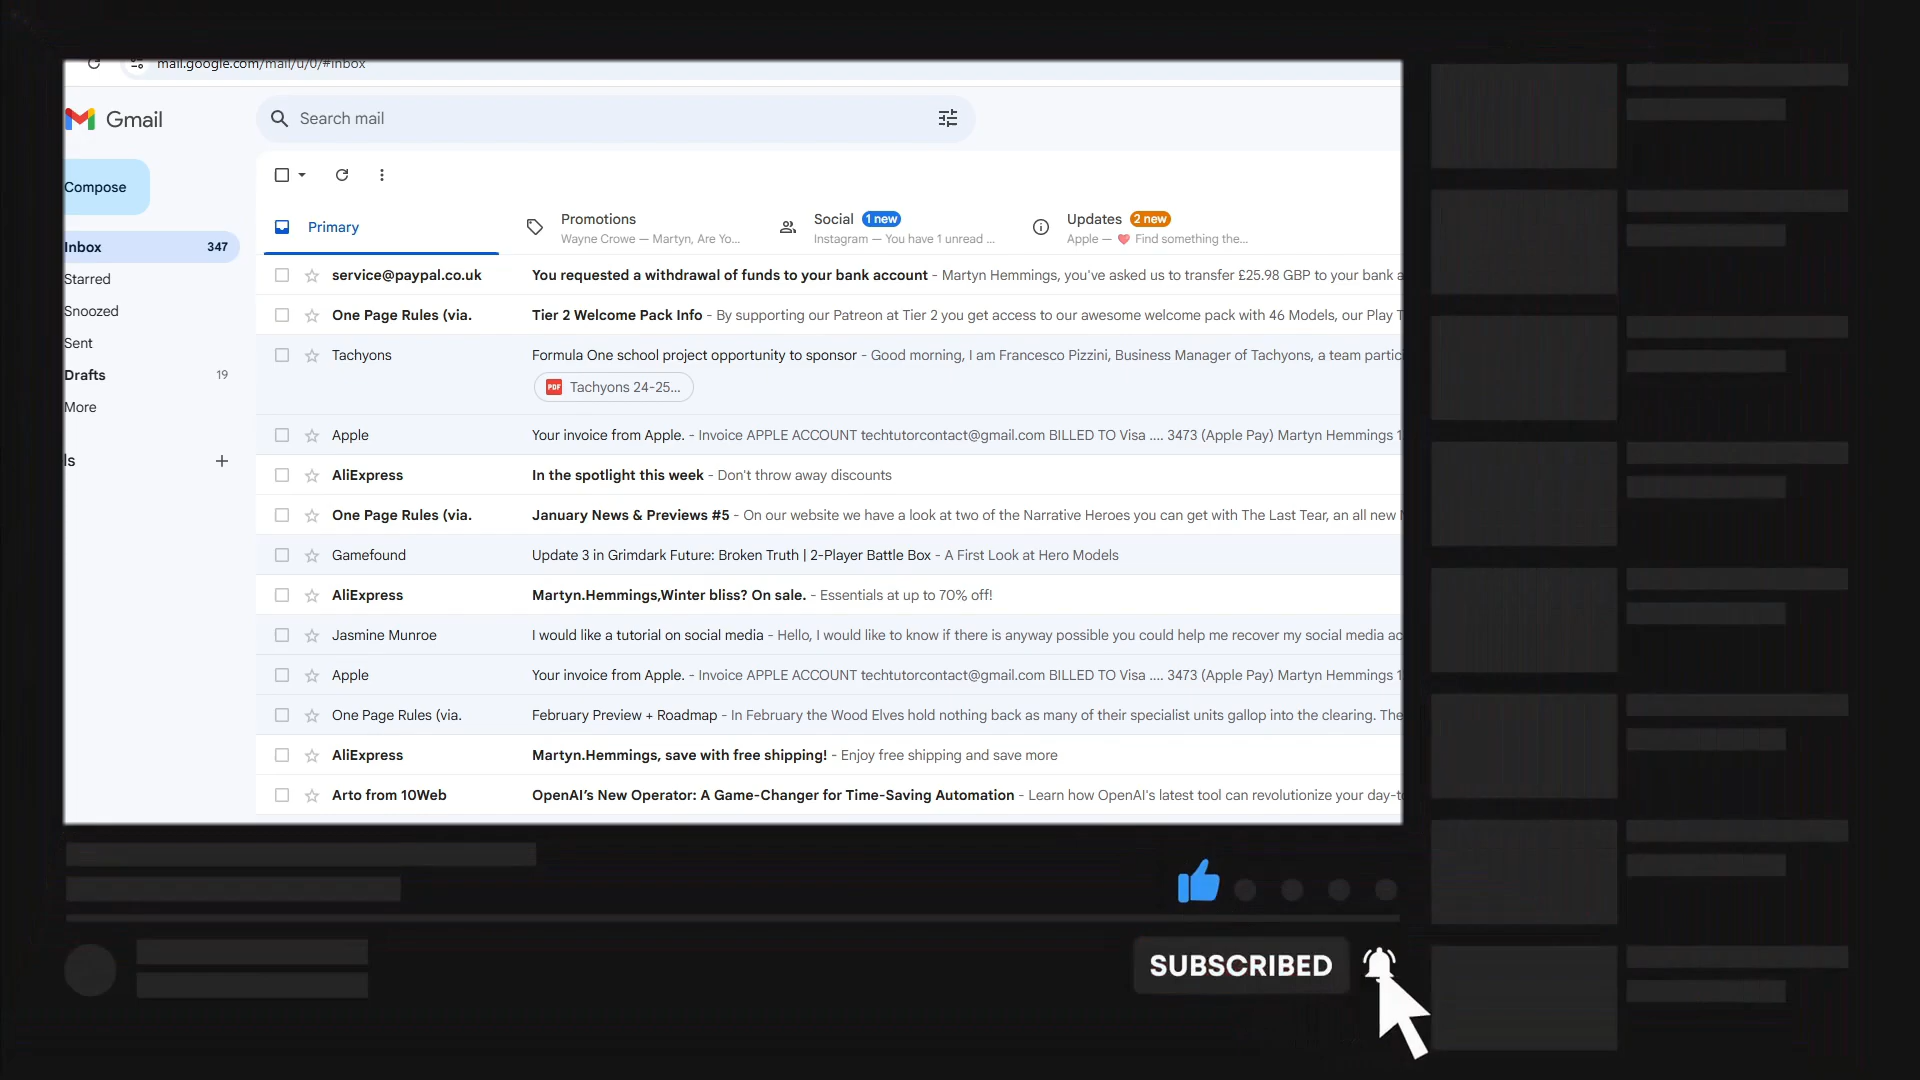 mail.google.com/mail/u/0/#inbox
Gmail
Search mail
Compose
Inbox 347
Starred
Snoozed
Sent
Drafts 19
More
ls
Primary
Promotions
Wayne Crowe — Martyn, Are Yo...
Social 1 new
Instagram — You have 1 unread ...
Updates 2 new
Apple — ❤️ Find something the...
service@paypal.co.uk You requested a withdrawal of funds to your bank account - Martyn Hemmings, you've asked us to transfer £25.98 GBP to your bank a
One Page Rules (via. Tier 2 Welcome Pack Info - By supporting our Patreon at Tier 2 you get access to our awesome welcome pack with 46 Models, our Play T
Tachyons Formula One school project opportunity to sponsor - Good morning, I am Francesco Pizzini, Business Manager of Tachyons, a team partic
PDF Tachyons 24-25...
Apple Your invoice from Apple. - Invoice APPLE ACCOUNT techtutorcontact@gmail.com BILLED TO Visa .... 3473 (Apple Pay) Martyn Hemmings 1
AliExpress In the spotlight this week - Don't throw away discounts
One Page Rules (via. January News & Previews #5 - On our website we have a look at two of the Narrative Heroes you can get with The Last Tear, an all new
Gamefound Update 3 in Grimdark Future: Broken Truth | 2-Player Battle Box - A First Look at Hero Models
AliExpress Martyn.Hemmings,Winter bliss? On sale. - Essentials at up to 70% off!
Jasmine Munroe I would like a tutorial on social media - Hello, I would like to know if there is anyway possible you could help me recover my social media ac
Apple Your invoice from Apple. - Invoice APPLE ACCOUNT techtutorcontact@gmail.com BILLED TO Visa .... 3473 (Apple Pay) Martyn Hemmings 1
One Page Rules (via. February Preview + Roadmap - In February the Wood Elves hold nothing back as many of their specialist units gallop into the clearing. The
AliExpress Martyn.Hemmings, save with free shipping! - Enjoy free shipping and save more
Arto from 10Web OpenAI's New Operator: A Game-Changer for Time-Saving Automation - Learn how OpenAI's latest tool can revolutionize your day-t
SUBSCRIBED